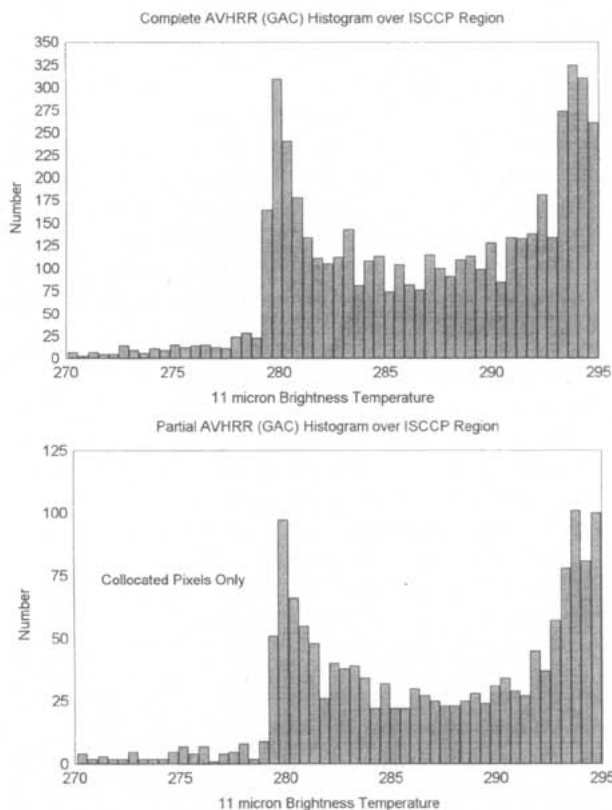 Complete AVHRR (GAC) Histogram over ISCCP Region
350
325
300
275
250
225
200
175
150
125
100
75
50
25
0
Number
270 275 280 285 290 295
11 micron Brightness Temperature
Partial AVHRR (GAC) Histogram over ISCCP Region
125
100
75
50
25
0
Number
Collocated Pixels Only
270 275 280 285 290 295
11 micron Brightness Temperature